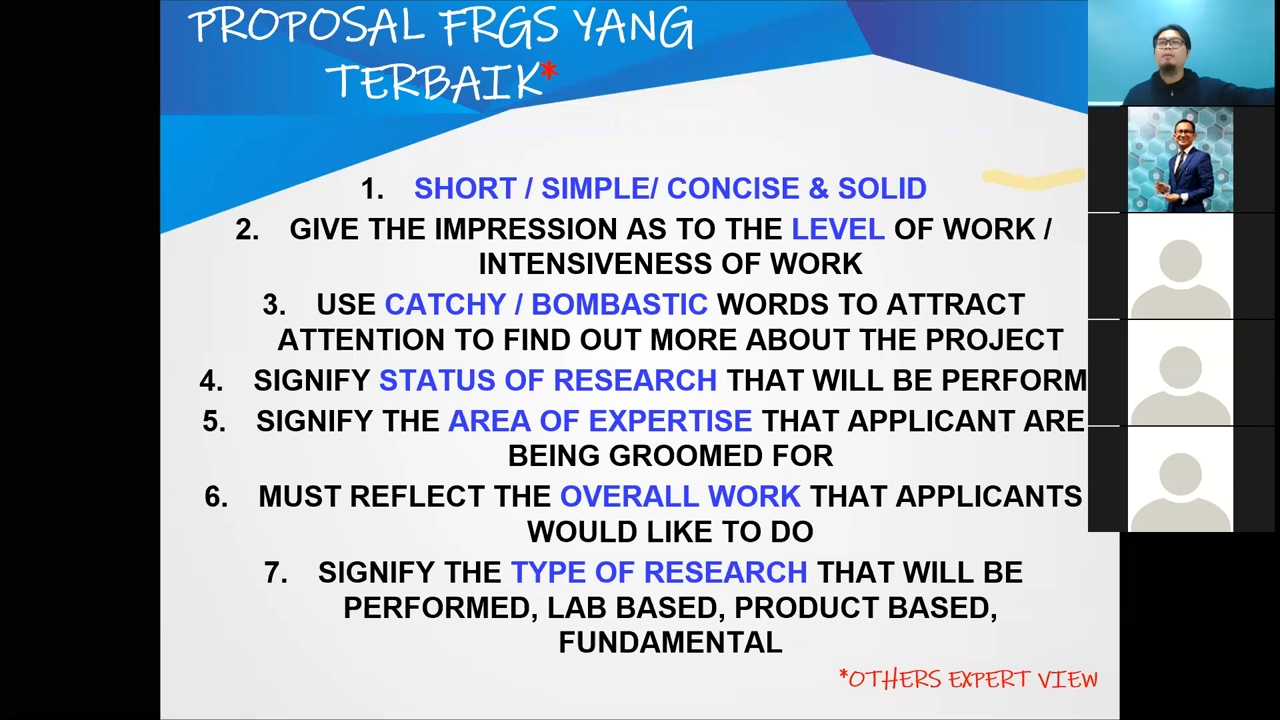 PROPOSAL FRGS YANG
TERBAIK*
1. SHORT / SIMPLE/ CONCISE & SOLID
2. GIVE THE IMPRESSION AS TO THE LEVEL OF WORK /
INTENSIVENESS OF WORK
3. USE CATCHY / BOMBASTIC WORDS TO ATTRACT
ATTENTION TO FIND OUT MORE ABOUT THE PROJECT
4. SIGNIFY STATUS OF RESEARCH THAT WILL BE PERFORM
5. SIGNIFY THE AREA OF EXPERTISE THAT APPLICANT ARE
BEING GROOMED FOR
6. MUST REFLECT THE OVERALL WORK THAT APPLICANTS
WOULD LIKE TO DO
7. SIGNIFY THE TYPE OF RESEARCH THAT WILL BE
PERFORMED, LAB BASED, PRODUCT BASED,
FUNDAMENTAL
*OTHERS EXPERT VIEW